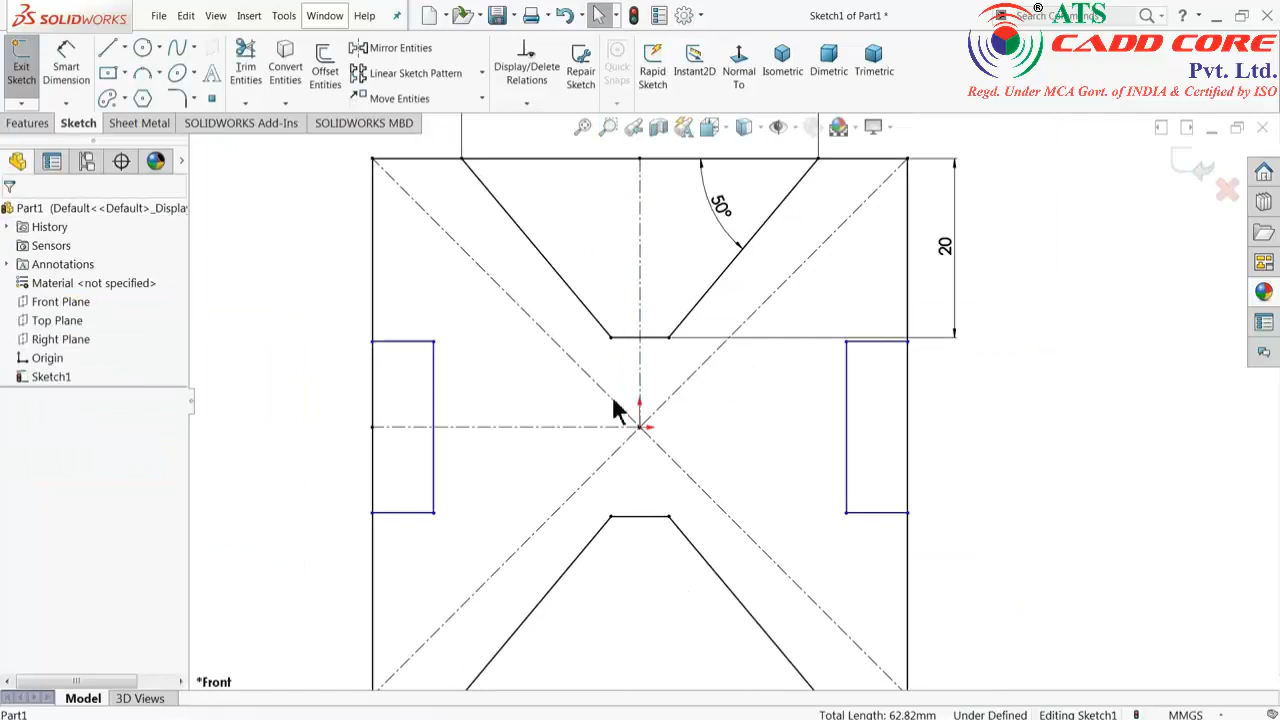 SOLIDWORKS
File Edit View Insert Tools Window Help
Sketch1 of Part1 *
Search Commands
?
ATS
®
CADD CORE
Pvt. Ltd.
Regd. Under MCA Govt. of INDIA & Certified by ISO
Exit Sketch
Smart Dimension
Trim Entities
Convert Entities
Offset Entities
Mirror Entities
Linear Sketch Pattern
Move Entities
Display/Delete Relations
Repair Sketch
Quick Snaps
Rapid Sketch
Instant2D
Normal To
Isometric
Dimetric
Trimetric
Features Sketch Sheet Metal SOLIDWORKS Add-Ins SOLIDWORKS MBD
Part1 (Default<<Default>_Displa
History
Sensors
Annotations
Material <not specified>
Front Plane
Top Plane
Right Plane
Origin
Sketch1
50°
20
*Front
Model 3D Views
Part1
Total Length: 62.82mm Under Defined Editing Sketch1 MMGS